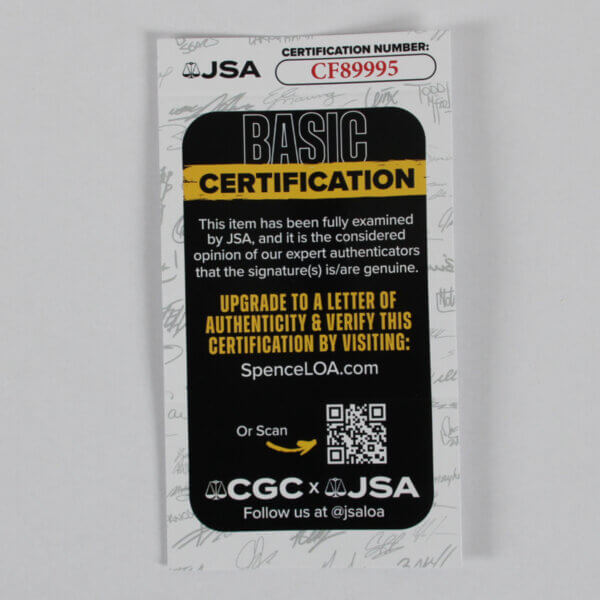 CERTIFICATION NUMBER:
JSA CF89995
BASIC
CERTIFICATION
This item has been fully examined
by JSA, and it is the considered
opinion of our expert authenticators
that the signature(s) is/are genuine.
UPGRADE TO A LETTER OF
AUTHENTICITY & VERIFY THIS
CERTIFICATION BY VISITING:
SpenceLOA.com
Or Scan
CGC x JSA
Follow us at @jsaloa